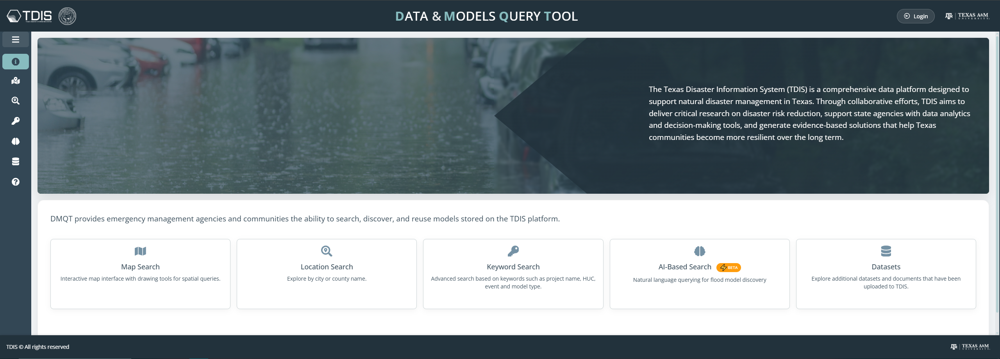 TDIS
TEXAS DISASTER INFORMATION SYSTEM
DATA & MODELS QUERY TOOL
Login
TEXAS A&M
UNIVERSITY.
The Texas Disaster Information System (TDIS) is a comprehensive data platform designed to
support natural disaster management in Texas. Through collaborative efforts, TDIS aims to
deliver critical research on disaster risk reduction, support state agencies with data analytics
and decision-making tools, and generate evidence-based solutions that help Texas
communities become more resilient over the long term.
DMQT provides emergency management agencies and communities the ability to search, discover, and reuse models stored on the TDIS platform.
Map Search
Interactive map interface with drawing tools for spatial queries.
Location Search
Explore by city or county name.
Keyword Search
Advanced search based on keywords such as project name, HUC,
event and model type.
AI-Based Search BETA
Natural language querying for flood model discovery
Datasets
Explore additional datasets and documents that have been
uploaded to TDIS.
TDIS © All rights reserved
TEXAS A&M
UNIVERSITY.